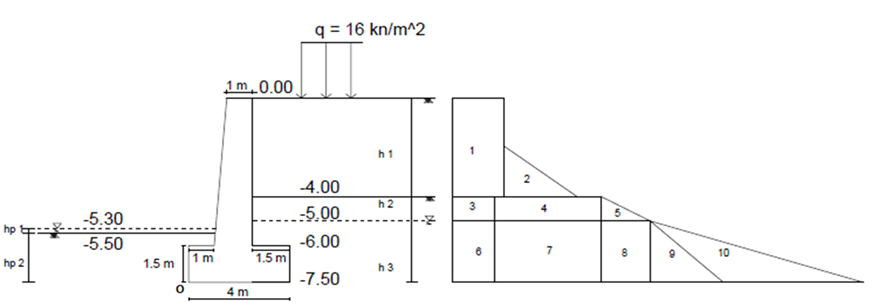 q = 16 kn/m^2
1 m 0.00
h 1
1
2
-4.00
h 2
3
4
5
-5.00
hp 1
-5.30
-5.50
-6.00
hp 2
1.5 m
1 m
1.5 m
h 3
6
7
8
9
10
-7.50
O
4 m